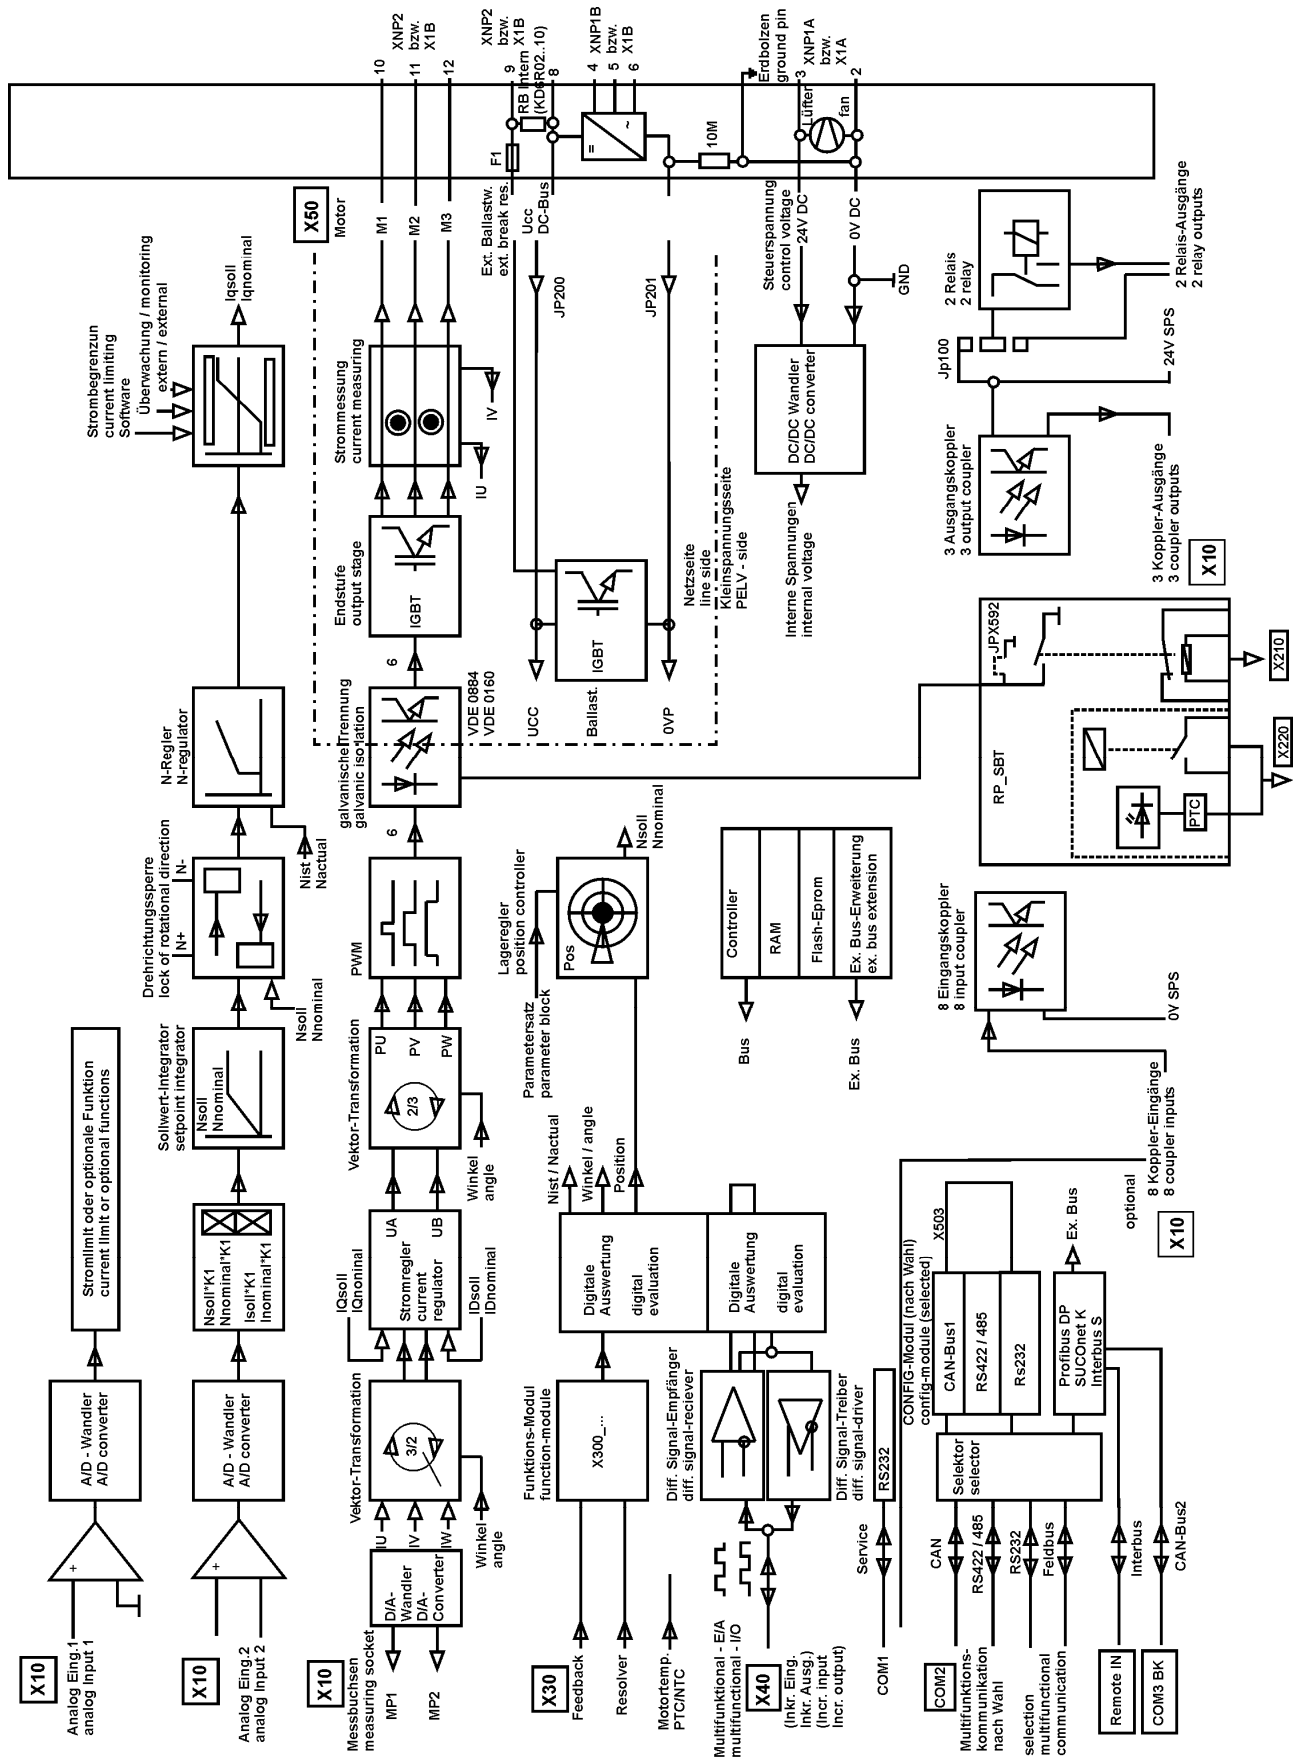 X10
Analog Eing.1
analog Input 1
+
A/D - Wandler
A/D converter
Stromlimit oder optionale Funktion
current limit or optional functions
X10
Analog Eing.2
analog Input 2
+
A/D - Wandler
A/D converter
Nsoll*K1
Nnominal*K1
Isoll*K1
Inominal*K1
Sollwert-Integrator
setpoint integrator
Nsoll
Nnominal
Drehrichtungssperre
lock of rotational direction
N+
N-
Nsoll
Nnominal
N-Regler
N-regulator
Nist
Nactual
Strombegrenzun
current limiting
Software
Überwachung / monitoring
extern / external
Iqsoll
Iqnominal
X10
Messbuchsen
measuring socket
MP1
MP2
D/A-
Wandler
D/A-
Converter
IU
IV
IW
Vektor-Transformation
3/2
Winkel
angle
IQsoll
IQnoninal
Stromregler
current
regulator
IDsoll
IDnominal
UA
UB
Vektor-Transformation
2/3
Winkel
angle
PU
PV
PW
PWM
6
galvanische Trennung
galvanic isolation
VDE 0884
VDE 0160
6
Endstufe
output stage
IGBT
Strommessung
current measuring
IU
IV
X50
Motor
M1
M2
M3
10
11
12
XNP2
bzw.
X1B
UCC
Ballast.
0VP
IGBT
Netzseite
line side
Kleinspannungsseite
PELV - side
JP200
JP201
Ext. Ballastw.
ext. break res.
Ucc
DC-Bus
F1
RB Intern
(KD6R02..10)
9
8
XNP2
bzw.
X1B
=
~
4
5
6
XNP1B
bzw.
X1B
10M
Erdbolzen
ground pin
Lüfter
fan
3
2
XNP1A
bzw.
X1A
Steuerspannung
control voltage
24V DC
0V DC
GND
DC/DC Wandler
DC/DC converter
Interne Spannungen
internal voltage
X30
Feedback
Resolver
Motortemp.-
PTC/NTC
Funktions-Modul
function-module
X300_...
Digitale
Auswertung
digital
evaluation
Nist / Nactual
Winkel / angle
Position
Parametersatz
parameter block
Lageregler
position controller
Pos
Nsoll
Nnominal
Multifunktional - E/A
multifunctional - I/O
X40
(Inkr. Eing.
Inkr. Ausg.)
(Incr. input
Incr. output)
Diff. Signal-Empfänger
diff. signal-reciever
Diff. Signal-Treiber
diff. signal-driver
Digitale
Auswertung
digital
evaluation
Controller
RAM
Flash-Eprom
Ex. Bus-Erweiterung
ex. bus extension
Bus
Ex. Bus
COM1
Service
RS232
COM2
Multifunktions-
kommunikation
nach Wahl
selection
multifunctional
communication
CAN
RS422 / 485
RS232
Feldbus
Selektor
selector
CONFIG-Modul (nach Wahl)
config-module (selected)
CAN-Bus1
RS422 / 485
Rs232
X503
Profibus DP
SUCOnet K
Interbus S
Ex. Bus
Remote IN
Interbus
COM3 BK
CAN-Bus2
optional
X10
8 Koppler-Eingänge
8 coupler inputs
8 Eingangskoppler
8 input coupler
0V SPS
RP_SBT
JPX592
PTC
X210
X220
3 Ausgangskoppler
3 output coupler
X10
3 Koppler-Ausgänge
3 coupler outputs
Jp100
24V SPS
2 Relais
2 relay
2 Relais-Ausgänge
2 relay outputs